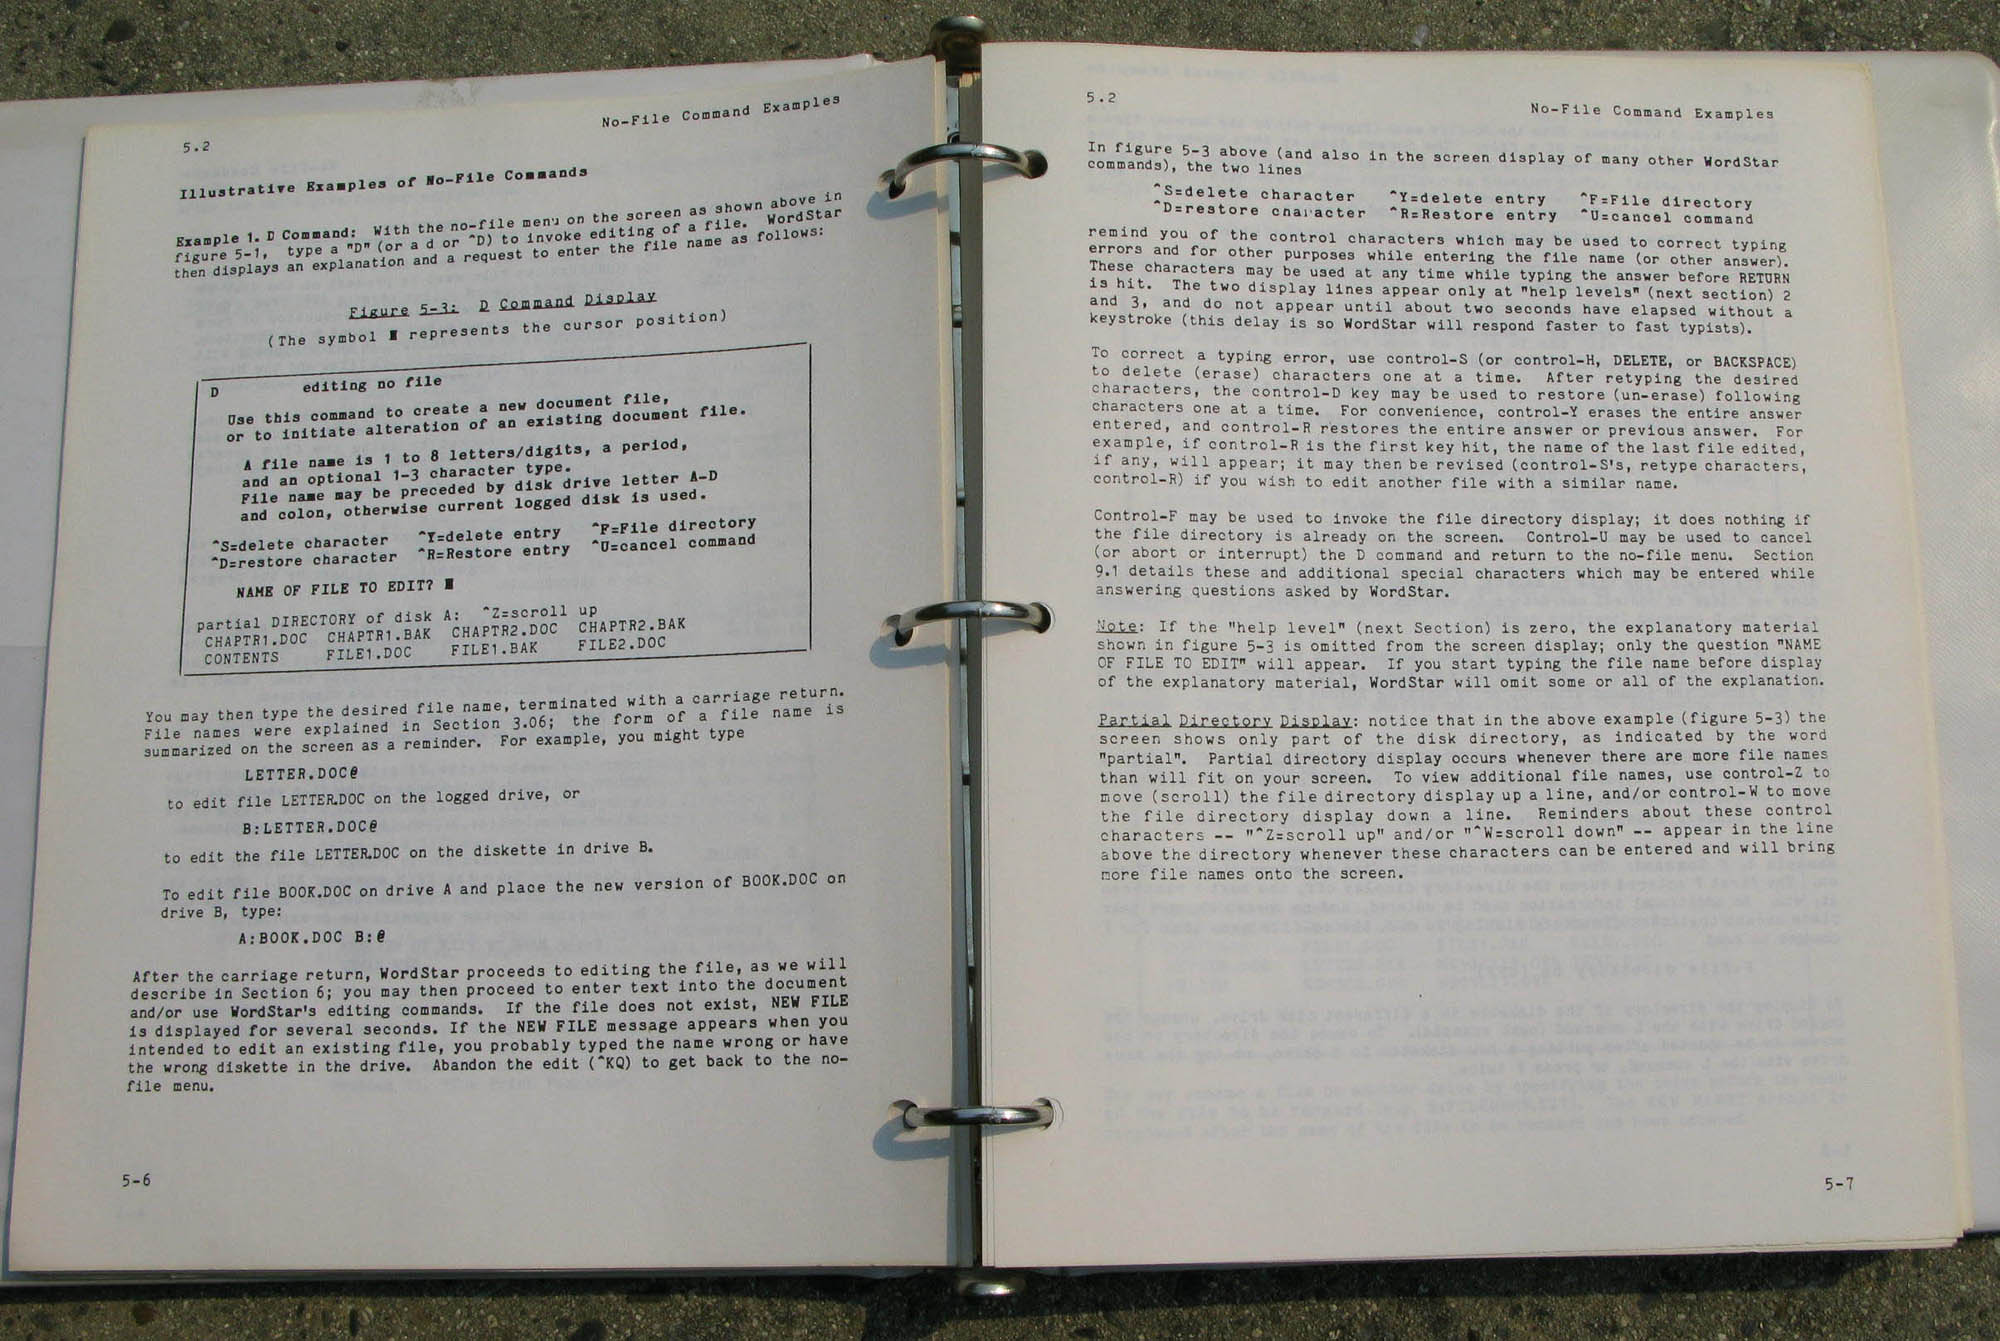 No-File Command Examples
5.2
Illustrative Examples of No-File Commands
Example 1. D Command: With the no-file menu on the screen as shown above in
figure 5-1, type a "D" (or a d or ^D) to invoke editing of a file. WordStar
then displays an explanation and a request to enter the file name as follows:
Figure 5-3: D Command Display
(The symbol ■ represents the cursor position)
D editing no file
Use this command to create a new document file,
or to initiate alteration of an existing document file.
A file name is 1 to 8 letters/digits, a period,
and an optional 1-3 character type.
File name may be preceded by disk drive letter A-D
and colon, otherwise current logged disk is used.
^S=delete character ^Y=delete entry ^F=File directory
^D=restore character ^R=Restore entry ^U=cancel command
NAME OF FILE TO EDIT? ■
partial DIRECTORY of disk A: ^Z=scroll up
CHAPTR1.DOC CHAPTR1.BAK CHAPTR2.DOC CHAPTR2.BAK
CONTENTS FILE1.DOC FILE1.BAK FILE2.DOC
You may then type the desired file name, terminated with a carriage return.
File names were explained in Section 3.06; the form of a file name is
summarized on the screen as a reminder. For example, you might type
LETTER.DOC@
to edit file LETTER.DOC on the logged drive, or
B:LETTER.DOC@
to edit the file LETTER.DOC on the diskette in drive B.
To edit file BOOK.DOC on drive A and place the new version of BOOK.DOC on
drive B, type:
A:BOOK.DOC B:@
After the carriage return, WordStar proceeds to editing the file, as we will
describe in Section 6; you may then proceed to enter text into the document
and/or use WordStar's editing commands. If the file does not exist, NEW FILE
is displayed for several seconds. If the NEW FILE message appears when you
intended to edit an existing file, you probably typed the name wrong or have
the wrong diskette in the drive. Abandon the edit (^KQ) to get back to the no-
file menu.
5-6
5.2
No-File Command Examples
In figure 5-3 above (and also in the screen display of many other WordStar
commands), the two lines
^S=delete character ^Y=delete entry ^F=File directory
^D=restore character ^R=Restore entry ^U=cancel command
remind you of the control characters which may be used to correct typing
errors and for other purposes while entering the file name (or other answer).
These characters may be used at any time while typing the answer before RETURN
is hit. The two display lines appear only at "help levels" (next section) 2
and 3, and do not appear until about two seconds have elapsed without a
keystroke (this delay is so WordStar will respond faster to fast typists).
To correct a typing error, use control-S (or control-H, DELETE, or BACKSPACE)
to delete (erase) characters one at a time. After retyping the desired
characters, the control-D key may be used to restore (un-erase) following
characters one at a time. For convenience, control-Y erases the entire answer
entered, and control-R restores the entire answer or previous answer. For
example, if control-R is the first key hit, the name of the last file edited,
if any, will appear; it may then be revised (control-S's, retype characters,
control-R) if you wish to edit another file with a similar name.
Control-F may be used to invoke the file directory display; it does nothing if
the file directory is already on the screen. Control-U may be used to cancel
(or abort or interrupt) the D command and return to the no-file menu. Section
9.1 details these and additional special characters which may be entered while
answering questions asked by WordStar.
Note: If the "help level" (next Section) is zero, the explanatory material
shown in figure 5-3 is omitted from the screen display; only the question "NAME
OF FILE TO EDIT" will appear. If you start typing the file name before display
of the explanatory material, WordStar will omit some or all of the explanation.
Partial Directory Display: notice that in the above example (figure 5-3) the
screen shows only part of the disk directory, as indicated by the word
"partial". Partial directory display occurs whenever there are more file names
than will fit on your screen. To view additional file names, use control-Z to
move (scroll) the file directory display up a line, and/or control-W to move
the file directory display down a line. Reminders about these control
characters -- "^Z=scroll up" and/or "^W=scroll down" -- appear in the line
above the directory whenever these characters can be entered and will bring
more file names onto the screen.
5-7